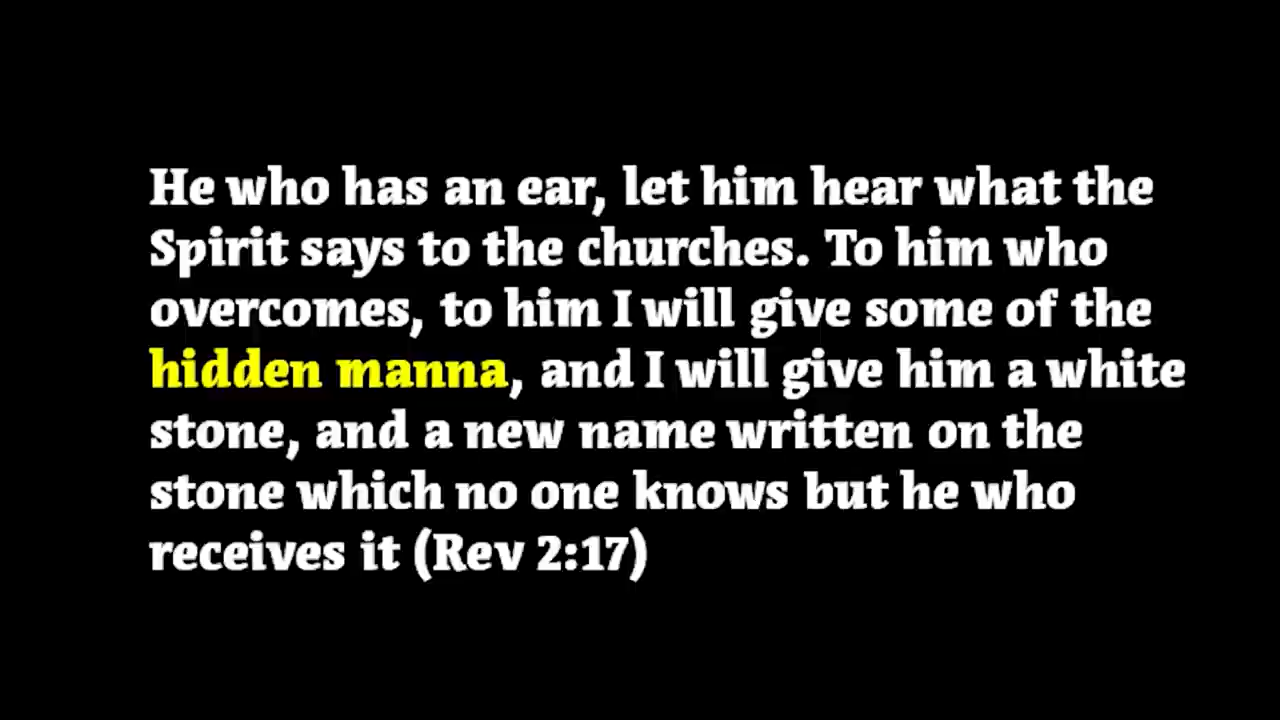 He who has an ear, let him hear what the
Spirit says to the churches. To him who
overcomes, to him I will give some of the
hidden manna, and I will give him a white
stone, and a new name written on the
stone which no one knows but he who
receives it (Rev 2:17)